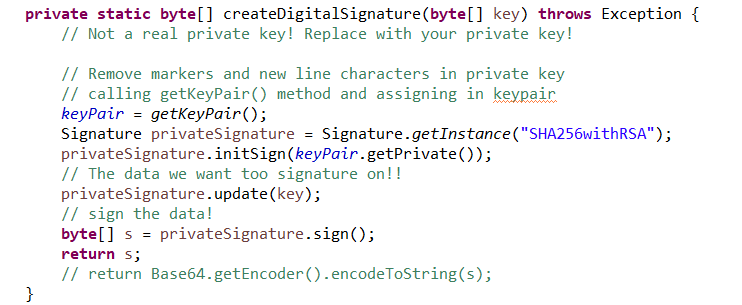 private static byte[] createDigitalSignature(byte[] key) throws Exception {
// Not a real private key! Replace with your private key!
// Remove markers and new line characters in private key
// calling getKeyPair() method and assigning in keypair
keyPair = getKeyPair();
Signature privateSignature = Signature.getInstance("SHA256withRSA");
privateSignature.initSign(keyPair.getPrivate());
// The data we want too signature on!!
privateSignature.update(key);
// sign the data!
byte[] s = privateSignature.sign();
return s;
// return Base64.getEncoder().encodeToString(s);
}